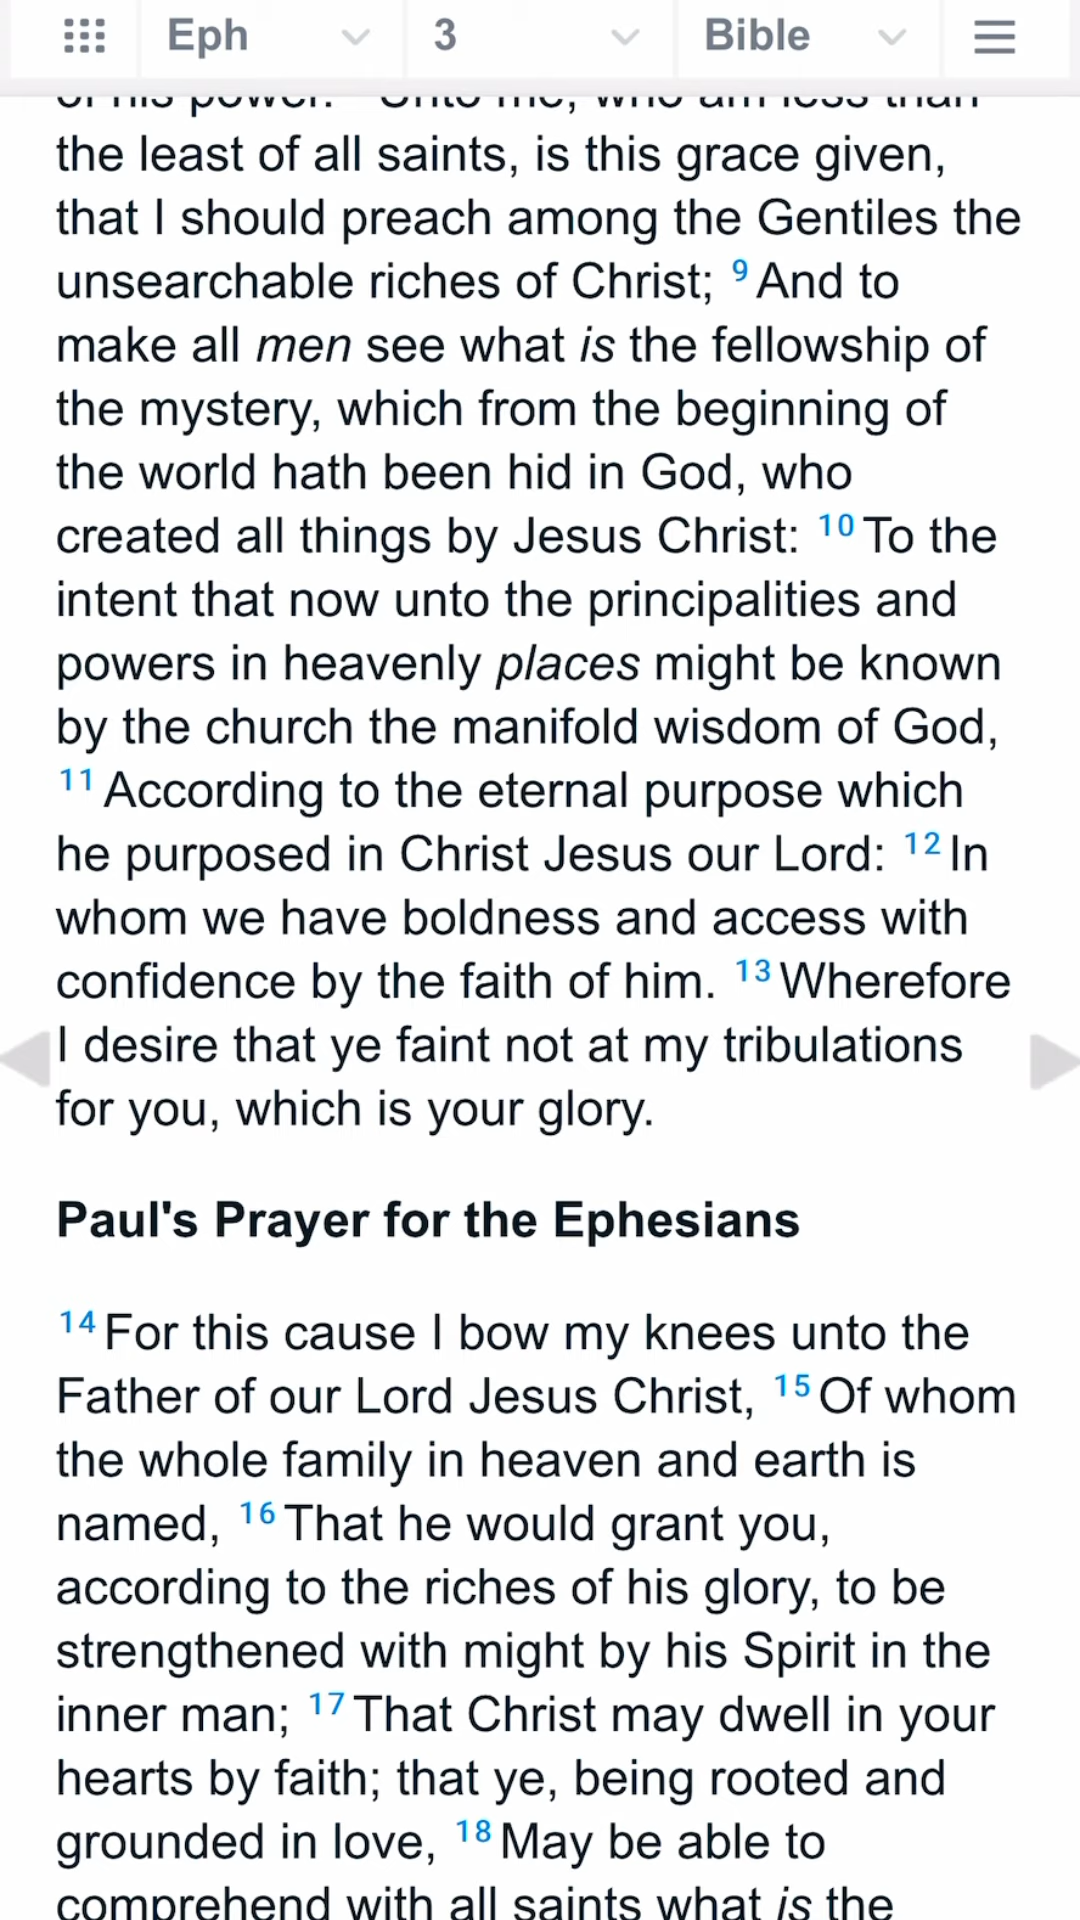 Eph 3 Bible
of his power. Unto me, who am less than
the least of all saints, is this grace given,
that I should preach among the Gentiles the
unsearchable riches of Christ; 9 And to
make all men see what is the fellowship of
the mystery, which from the beginning of
the world hath been hid in God, who
created all things by Jesus Christ: 10 To the
intent that now unto the principalities and
powers in heavenly places might be known
by the church the manifold wisdom of God,
11 According to the eternal purpose which
he purposed in Christ Jesus our Lord: 12 In
whom we have boldness and access with
confidence by the faith of him. 13 Wherefore
I desire that ye faint not at my tribulations
for you, which is your glory.
Paul's Prayer for the Ephesians
14 For this cause I bow my knees unto the
Father of our Lord Jesus Christ, 15 Of whom
the whole family in heaven and earth is
named, 16 That he would grant you,
according to the riches of his glory, to be
strengthened with might by his Spirit in the
inner man; 17 That Christ may dwell in your
hearts by faith; that ye, being rooted and
grounded in love, 18 May be able to
comprehend with all saints what is the